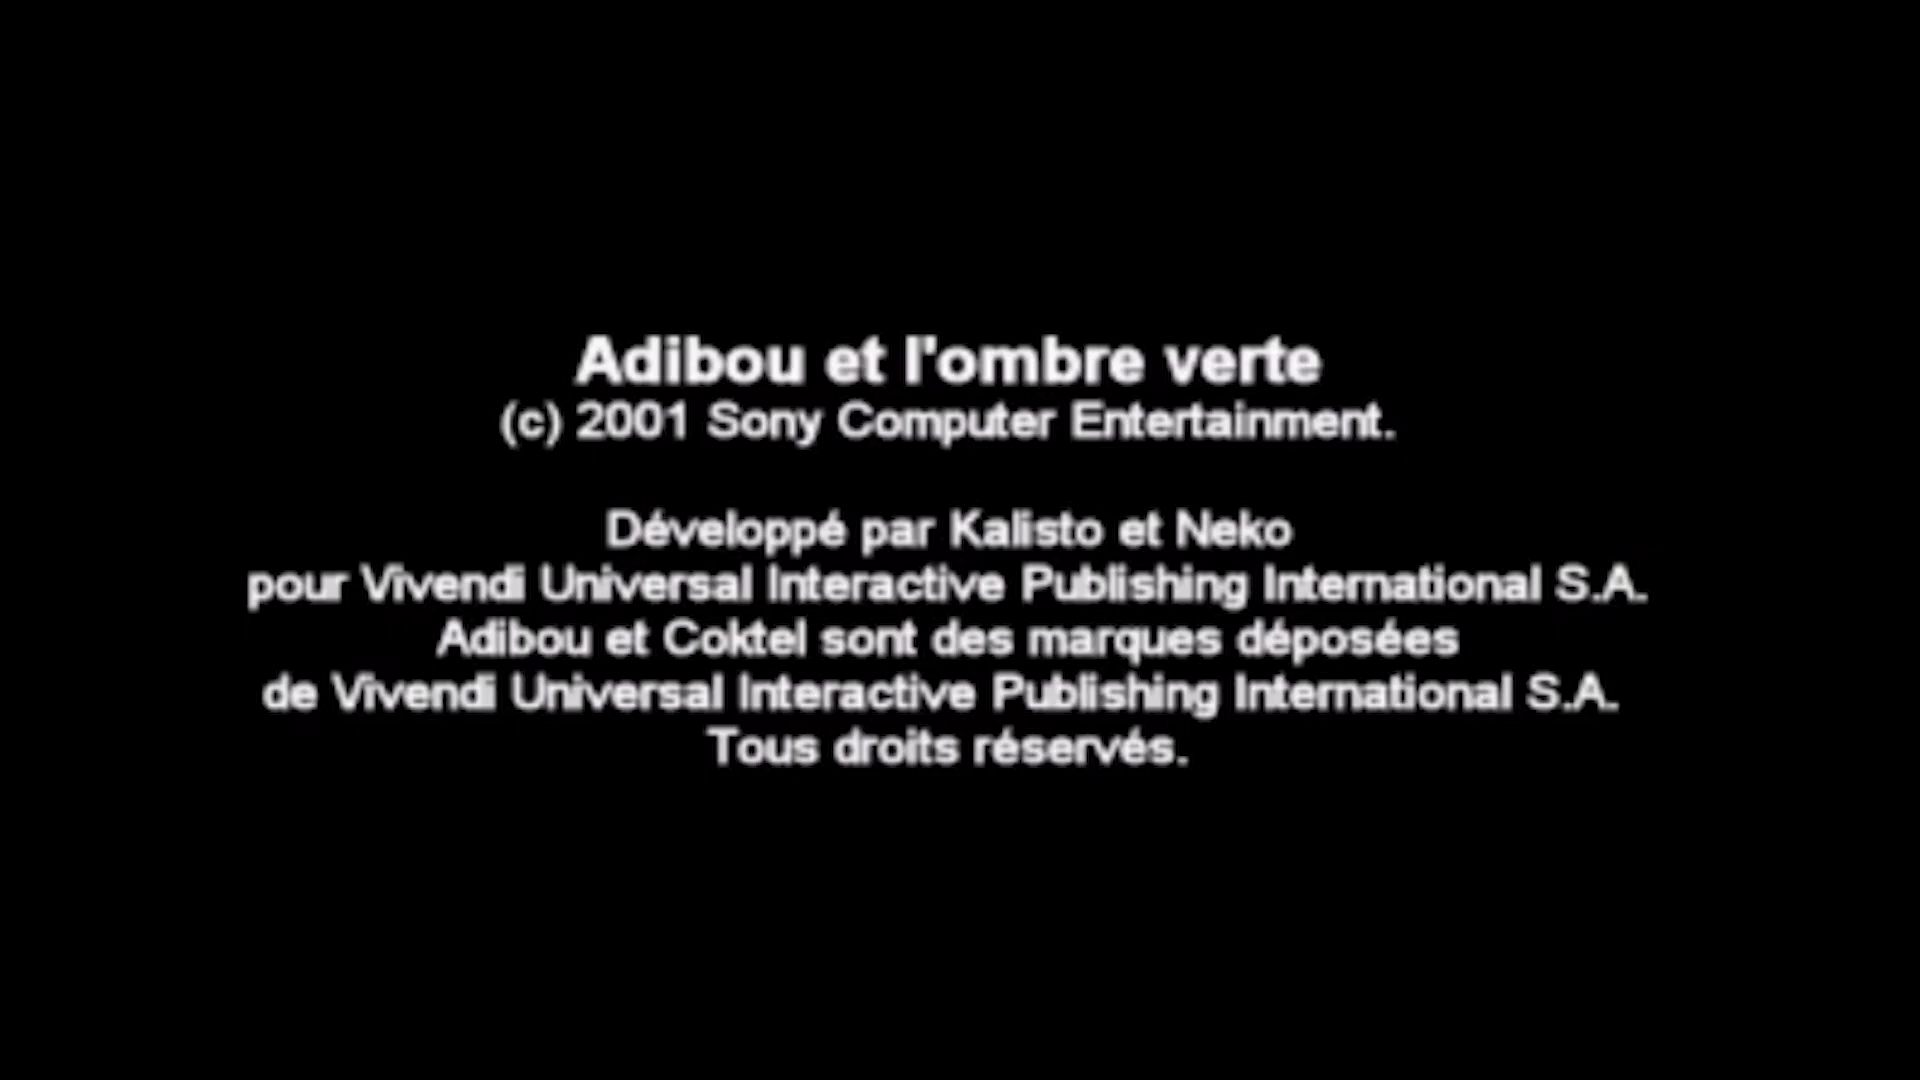 Adibou et l'ombre verte
(c) 2001 Sony Computer Entertainment.
Développé par Kalisto et Neko
pour Vivendi Universal Interactive Publishing International S.A.
Adibou et Coktel sont des marques déposées
de Vivendi Universal Interactive Publishing International S.A.
Tous droits réservés.